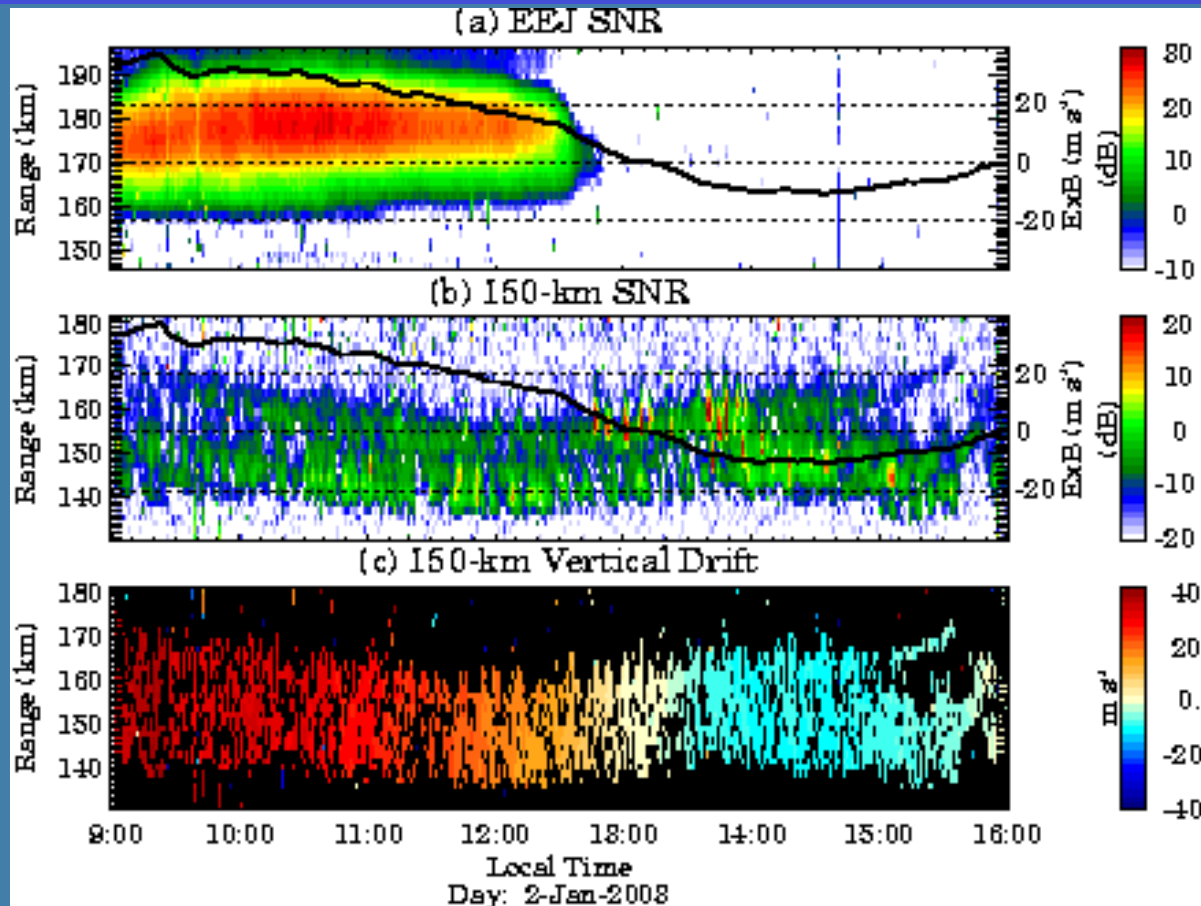 (a) EEJ SNR
Range (km)
190
180
170
160
150
20
0
-20
ExB (m s⁻¹)
(dB)
30
20
10
0
-10
(b) 150-km SNR
Range (km)
180
170
160
150
140
20
0
-20
ExB (m s⁻¹)
(dB)
20
10
0
-10
-20
(c) 150-km Vertical Drift
Range (km)
180
170
160
150
140
m s⁻¹
40
20
0.
-20
-40
9:00 10:00 11:00 12:00 13:00 14:00 15:00 16:00
Local Time
Day: 2-Jan-2008